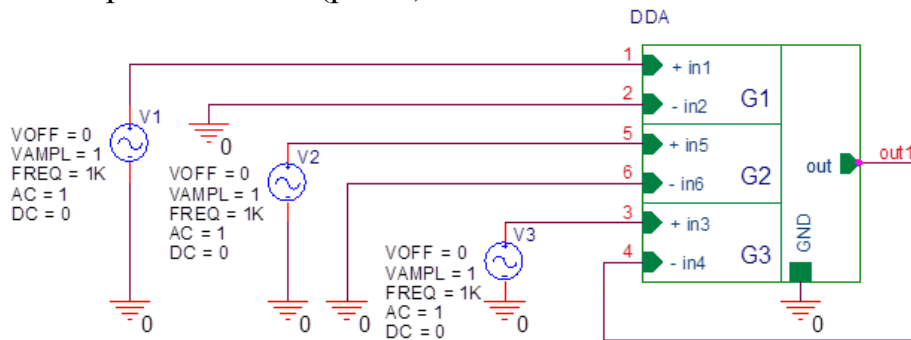 DDA
1
+ in1
2
- in2
G1
V1
VOFF = 0
VAMPL = 1
FREQ = 1K
AC = 1
DC = 0
0
0
V2
VOFF = 0
VAMPL = 1
FREQ = 1K
AC = 1
DC = 0
0
5
+ in5
6
- in6
G2
0
out
out1
V3
VOFF = 0
VAMPL = 1
FREQ = 1K
AC = 1
DC = 0
0
3
+ in3
4
- in4
G3
GND
0